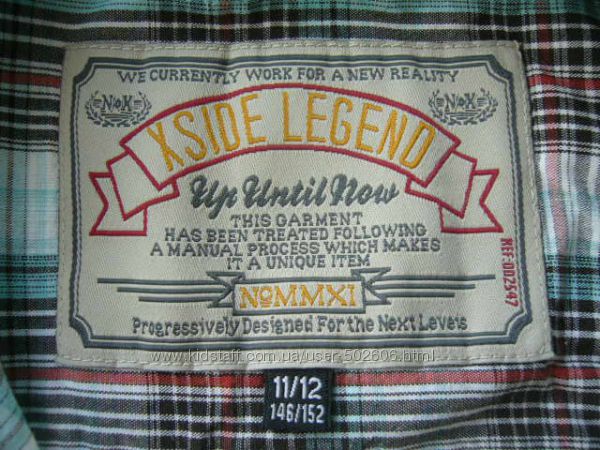 WE CURRENTLY WORK FOR A NEW REALITY
N№K N№K
XSIDE LEGEND
Up Until Now
THIS GARMENT
HAS BEEN TREATED FOLLOWING
A MANUAL PROCESS WHICH MAKES
IT A UNIQUE ITEM
REF:002547
NoMMXI
Progressively Designed For the Next Levels
www.kidstaff.com.ua/user-502606.html
11/12
146/152